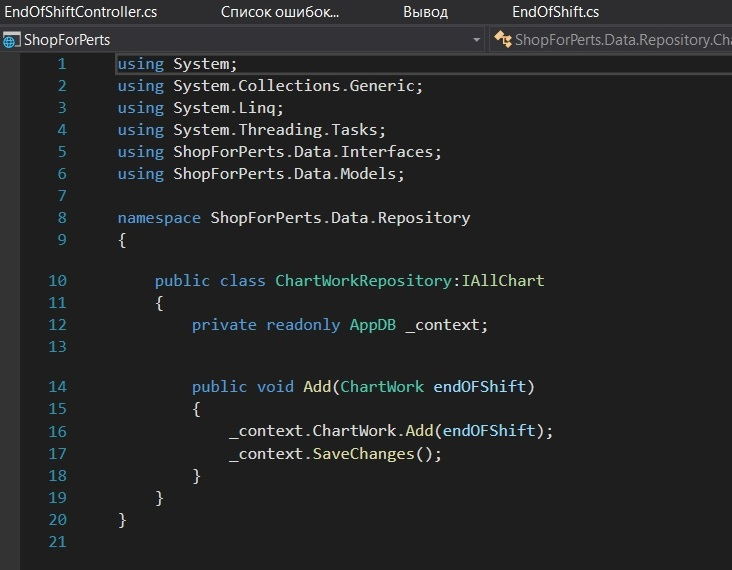 EndOfShiftController.cs Список ошибок... Вывод EndOfShift.cs
ShopForPerts ShopForPerts.Data.Repository.Cha
1 using System;
2 using System.Collections.Generic;
3 using System.Linq;
4 using System.Threading.Tasks;
5 using ShopForPerts.Data.Interfaces;
6 using ShopForPerts.Data.Models;
7
8 namespace ShopForPerts.Data.Repository
9 {
10 public class ChartWorkRepository:IAllChart
11 {
12 private readonly AppDB _context;
13
14 public void Add(ChartWork endOFShift)
15 {
16 _context.ChartWork.Add(endOFShift);
17 _context.SaveChanges();
18 }
19 }
20 }
21